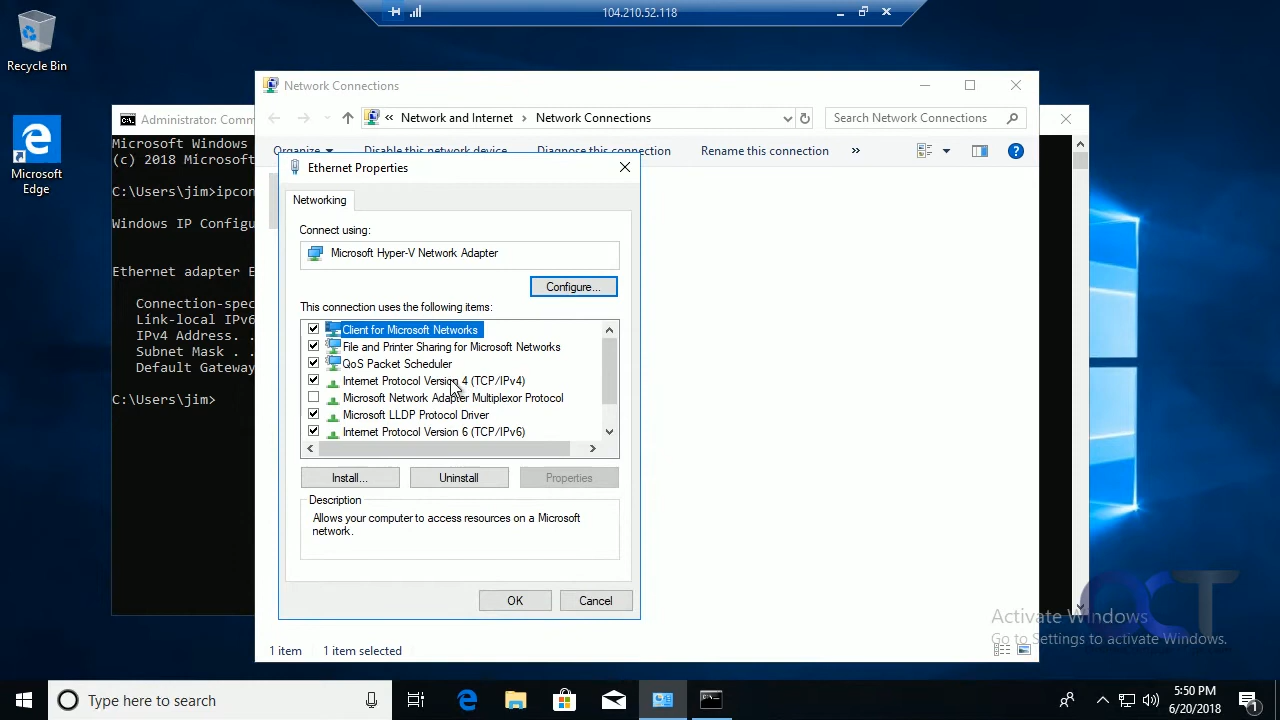 104.210.52.118
Recycle Bin
Microsoft
Edge
Administrator: Comm
Microsoft Windows
(c) 2018 Microsoft
C:\Users\jim>ipcon
Windows IP Configu
Ethernet adapter E
Connection-spec
Link-local IPv6
IPv4 Address. .
Subnet Mask . .
Default Gateway
C:\Users\jim>
Network Connections
« Network and Internet > Network Connections
Search Network Connections
Organize
Disable this network device
Diagnose this connection
Rename this connection
»
Ethernet Properties
Networking
Connect using:
Microsoft Hyper-V Network Adapter
Configure...
This connection uses the following items:
Client for Microsoft Networks
File and Printer Sharing for Microsoft Networks
QoS Packet Scheduler
Internet Protocol Version 4 (TCP/IPv4)
Microsoft Network Adapter Multiplexor Protocol
Microsoft LLDP Protocol Driver
Internet Protocol Version 6 (TCP/IPv6)
Install...
Uninstall
Properties
Description
Allows your computer to access resources on a Microsoft
network.
OK
Cancel
1 item
1 item selected
Activate Windows
Go to Settings to activate Windows.
Type here to search
5:50 PM
6/20/2018
1